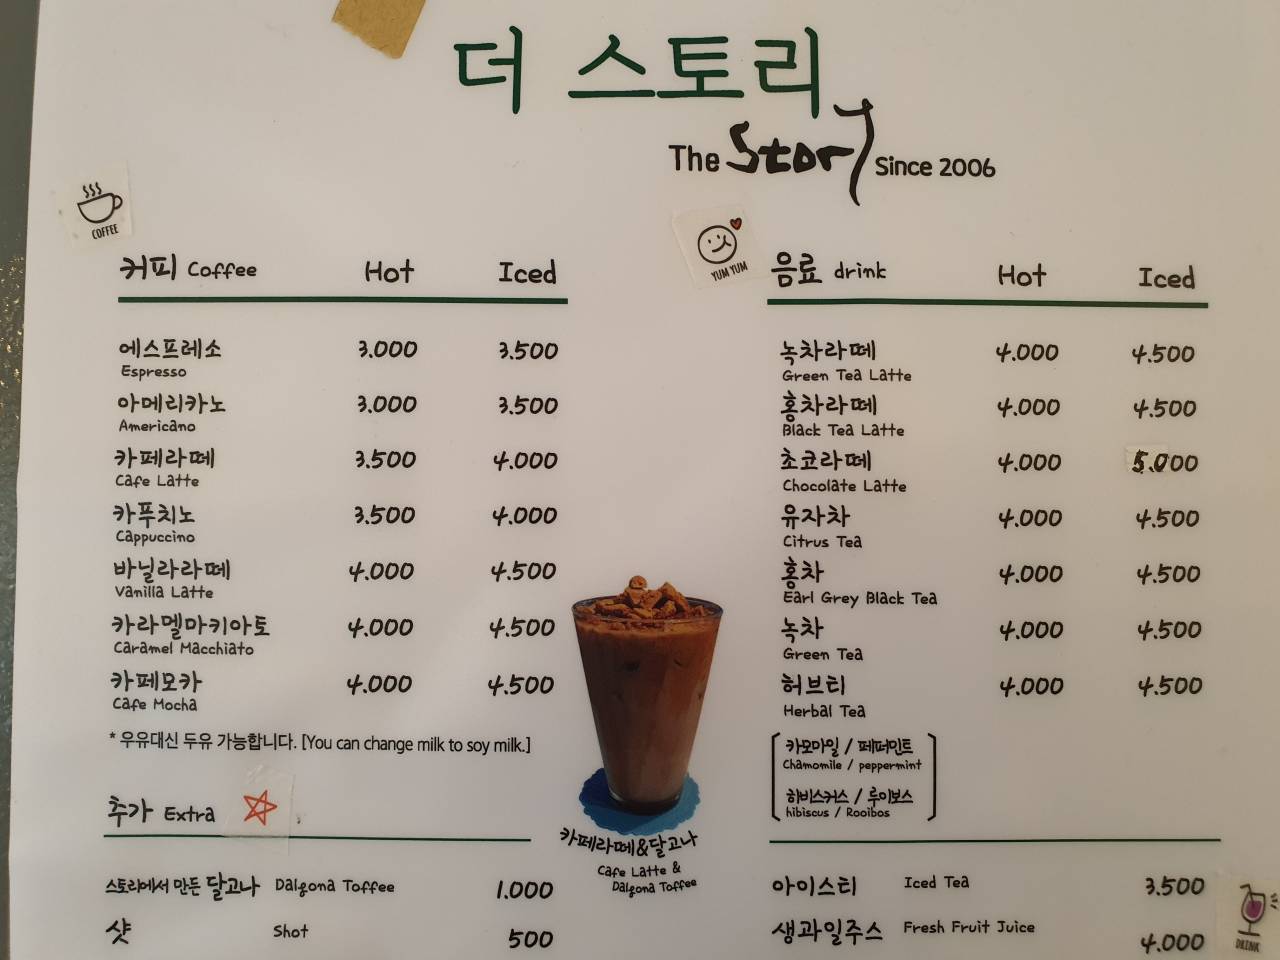 더 스토리
The Story Since 2006
COFFEE
커피 Coffee Hot Iced
에스프레소 3.000 3.500
Espresso
아메리카노 3.000 3.500
Americano
카페라떼 3.500 4.000
Cafe Latte
카푸치노 3.500 4.000
Cappuccino
바닐라라떼 4.000 4.500
Vanilla Latte
카라멜마키아토 4.000 4.500
Caramel Macchiato
카페모카 4.000 4.500
Cafe Mocha
* 우유대신 두유 가능합니다. [You can change milk to soy milk.]
추가 Extra
스토리에서 만든 달고나 Dalgona Toffee 1.000
샷 Shot 500
카페라떼&달고나
Cafe Latte &
Dalgona Toffee
YUM YUM
음료 drink Hot Iced
녹차라떼 4.000 4.500
Green Tea Latte
홍차라떼 4.000 4.500
Black Tea Latte
초코라떼 4.000 5.000
Chocolate Latte
유자차 4.000 4.500
Citrus Tea
홍차 4.000 4.500
Earl Grey Black Tea
녹차 4.000 4.500
Green Tea
허브티 4.000 4.500
Herbal Tea
카모마일 / 페퍼민트
Chamomile / peppermint
히비스커스 / 루이보스
hibiscus / Rooibos
아이스티 Iced Tea 3.500
생과일주스 Fresh Fruit Juice 4.000
DRINK